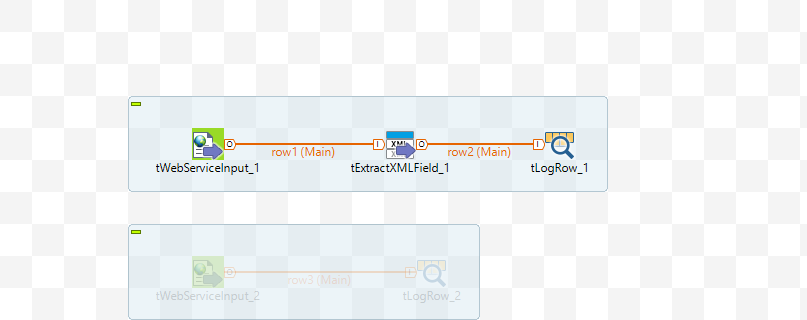 O row1 (Main) I XML O row2 (Main) I
tWebServiceInput_1 tExtractXMLField_1 tLogRow_1
O row3 (Main) I
tWebServiceInput_2 tLogRow_2